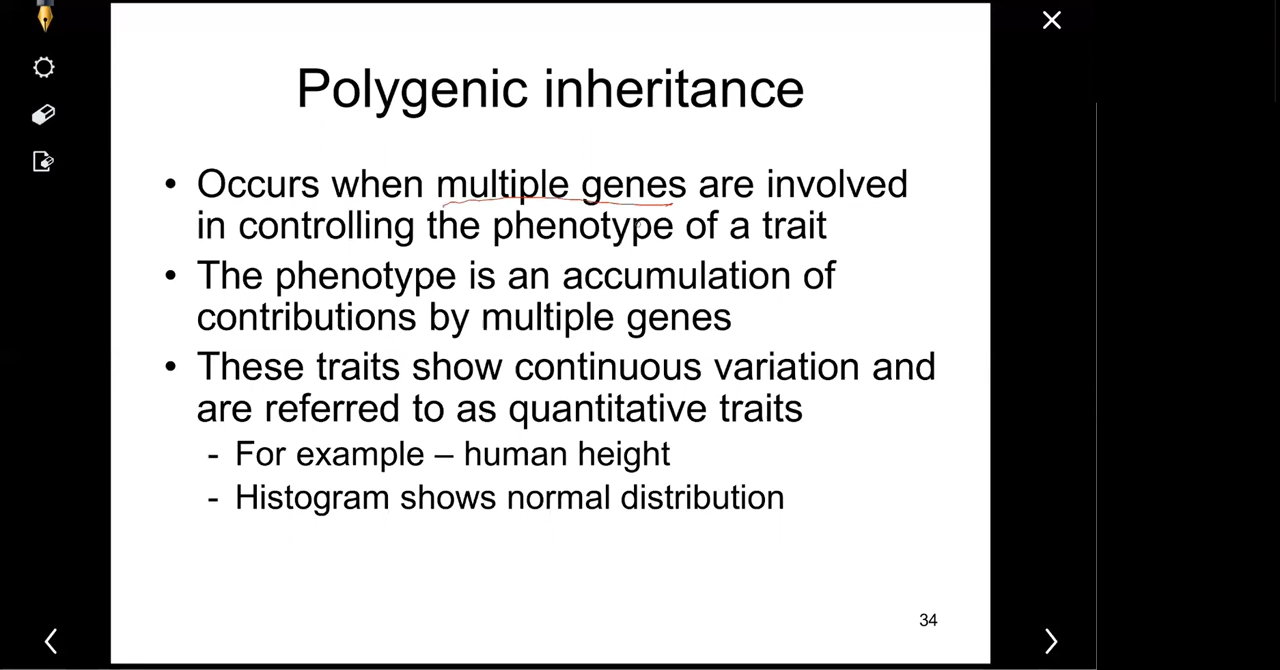 Polygenic inheritance
• Occurs when multiple genes are involved
in controlling the phenotype of a trait
• The phenotype is an accumulation of
contributions by multiple genes
• These traits show continuous variation and
are referred to as quantitative traits
- For example – human height
- Histogram shows normal distribution
34